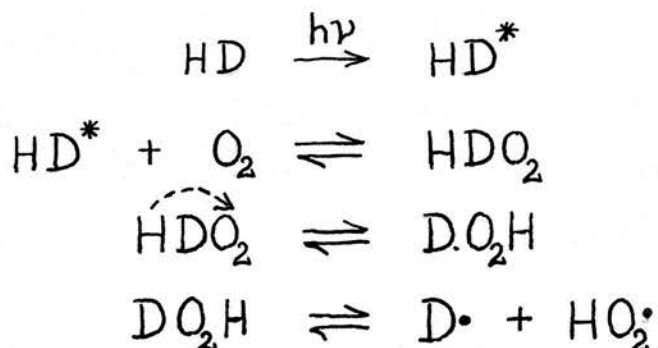 HD —hν→ HD*
HD* + O₂ ⇌ HDO₂
HDO₂ ⇌ D.O₂H
DO₂H ⇌ D• + HO₂•